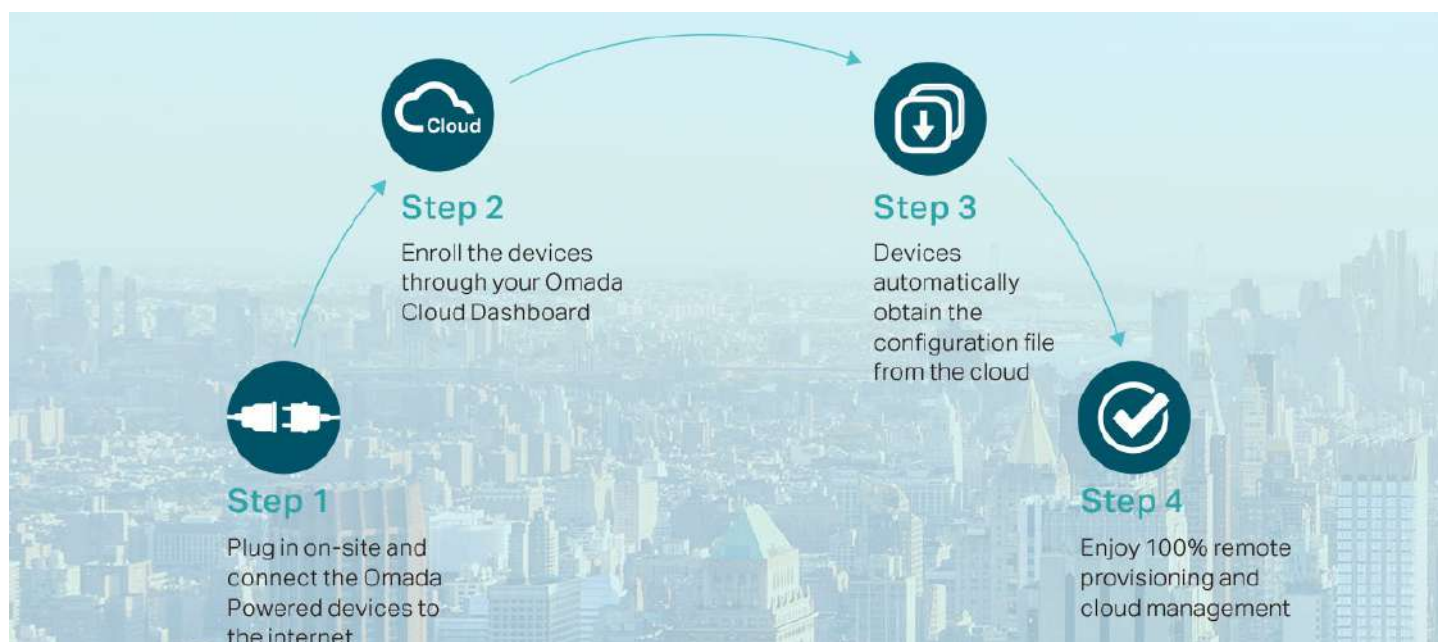 Cloud
Step 2
Enroll the devices
through your Omada
Cloud Dashboard
Step 3
Devices
automatically
obtain the
configuration file
from the cloud
Step 1
Plug in on-site and
connect the Omada
Powered devices to
the internet
Step 4
Enjoy 100% remote
provisioning and
cloud management